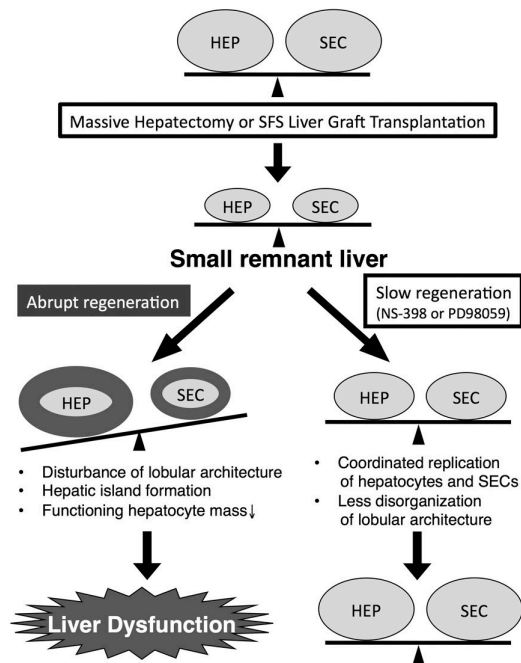 HEP SEC
Massive Hepatectomy or SFS Liver Graft Transplantation
HEP SEC
Small remnant liver
Abrupt regeneration
Slow regeneration
(NS-398 or PD98059)
HEP SEC
HEP SEC
• Disturbance of lobular architecture
• Hepatic island formation
• Functioning hepatocyte mass↓
• Coordinated replication
of hepatocytes and SECs
• Less disorganization
of lobular architecture
Liver Dysfunction
HEP SEC